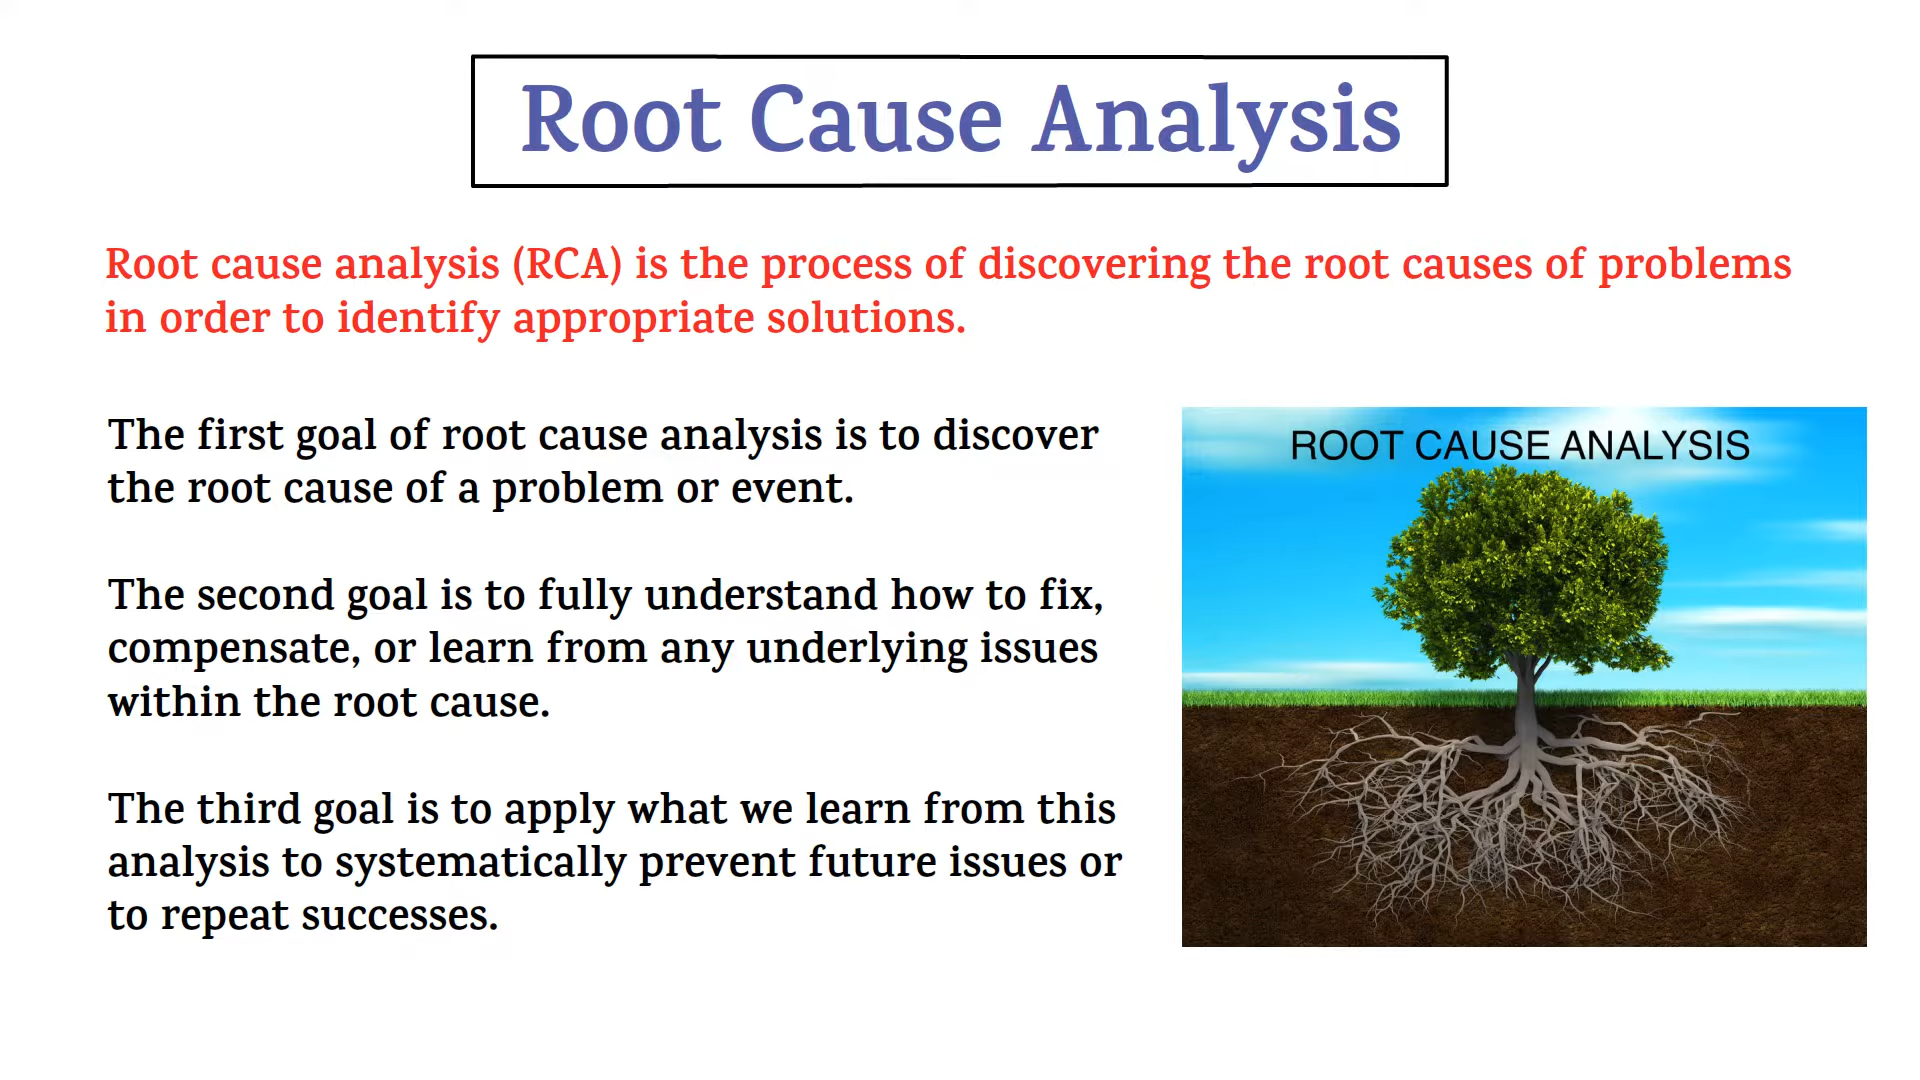 Root Cause Analysis
Root cause analysis (RCA) is the process of discovering the root causes of problems
in order to identify appropriate solutions.
The first goal of root cause analysis is to discover
the root cause of a problem or event.
The second goal is to fully understand how to fix,
compensate, or learn from any underlying issues
within the root cause.
The third goal is to apply what we learn from this
analysis to systematically prevent future issues or
to repeat successes.
ROOT CAUSE ANALYSIS